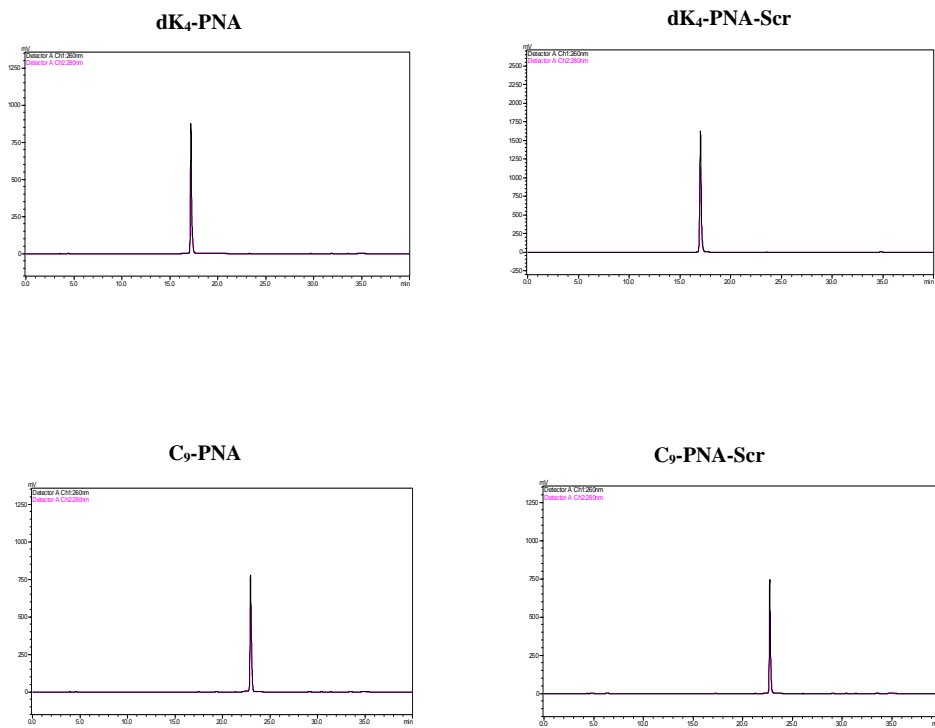 dK₄-PNA
dK₄-PNA-Scr
mV
Detector A Ch1:260nm
Detector A Ch2:280nm
1250
1000
750
500
250
0
0.0 5.0 10.0 15.0 20.0 25.0 30.0 35.0 min
mV
Detector A Ch1:260nm
Detector A Ch2:280nm
2500
2250
2000
1750
1500
1250
1000
750
500
250
0
-250
0.0 5.0 10.0 15.0 20.0 25.0 30.0 35.0 min
C₉-PNA
C₉-PNA-Scr
mV
Detector A Ch1:260nm
Detector A Ch2:280nm
1250
1000
750
500
250
0
0.0 5.0 10.0 15.0 20.0 25.0 30.0 35.0 min
mV
Detector A Ch1:260nm
Detector A Ch2:280nm
1250
1000
750
500
250
0
0.0 5.0 10.0 15.0 20.0 25.0 30.0 35.0 min